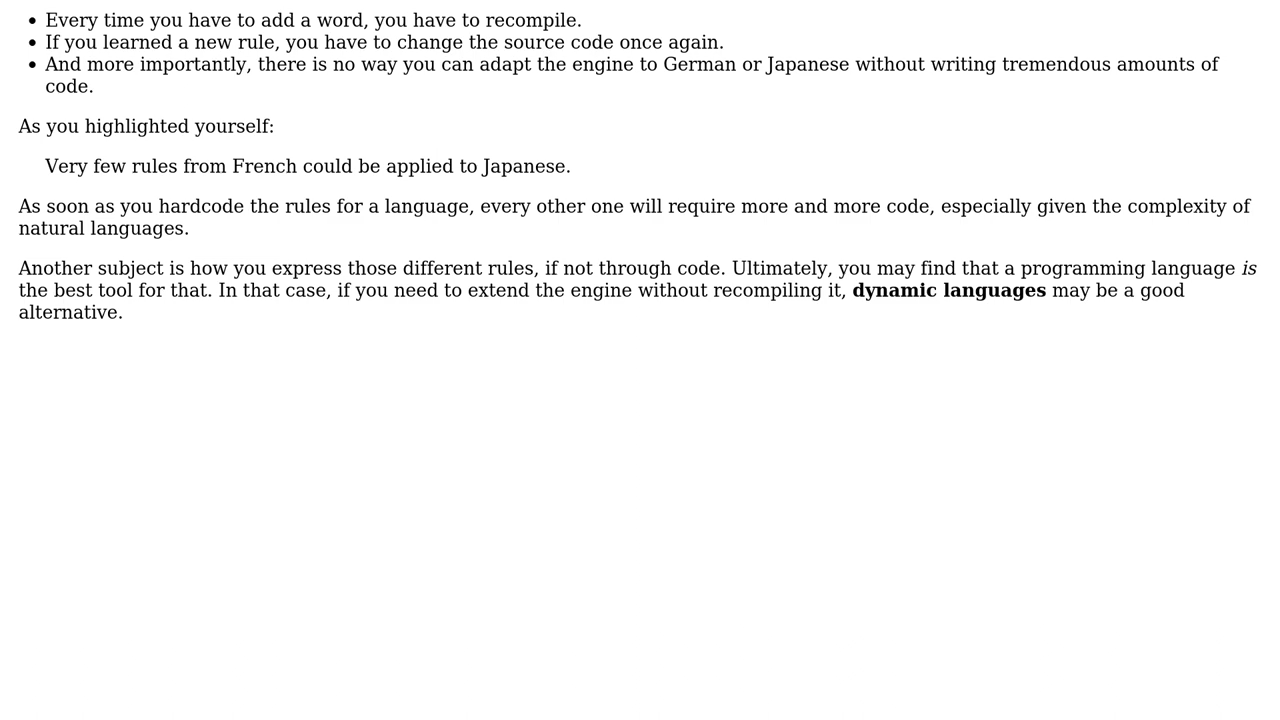 • Every time you have to add a word, you have to recompile.
• If you learned a new rule, you have to change the source code once again.
• And more importantly, there is no way you can adapt the engine to German or Japanese without writing tremendous amounts of
code.
As you highlighted yourself:
Very few rules from French could be applied to Japanese.
As soon as you hardcode the rules for a language, every other one will require more and more code, especially given the complexity of
natural languages.
Another subject is how you express those different rules, if not through code. Ultimately, you may find that a programming language is
the best tool for that. In that case, if you need to extend the engine without recompiling it, dynamic languages may be a good
alternative.